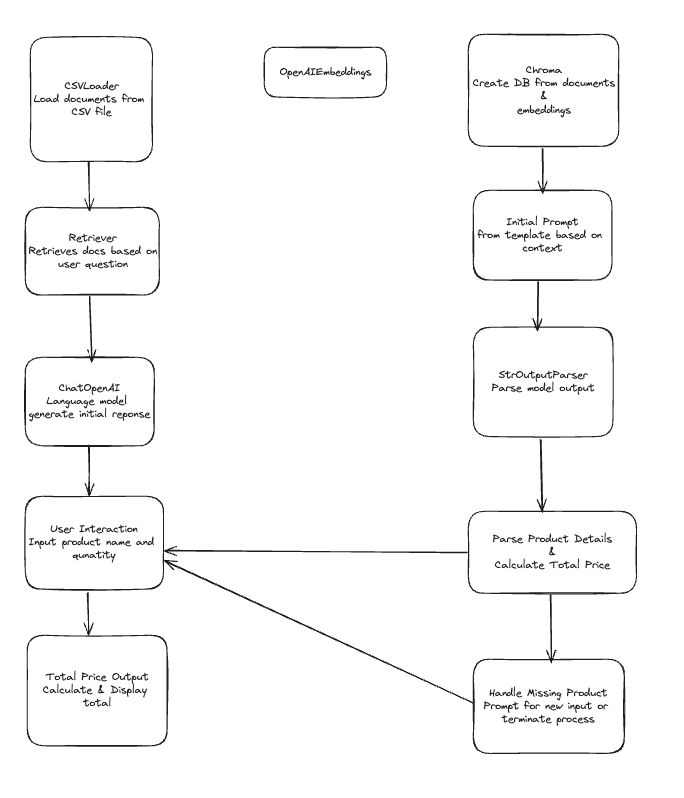 CSVLoader
Load documents from
CSV file
OpenAIEmbeddings
Chroma
Create DB from documents
&
embeddings
Retriever
Retrieves docs based on
user question
Initial Prompt
from template based on
context
ChatOpenAI
Language model
generate initial reponse
StrOutputParser
Parse model output
User Interaction
Input product name and
qunatity
Parse Product Details
&
Calculate Total Price
Total Price Output
Calculate & Display
total
Handle Missing Product
Prompt for new input or
terminate process